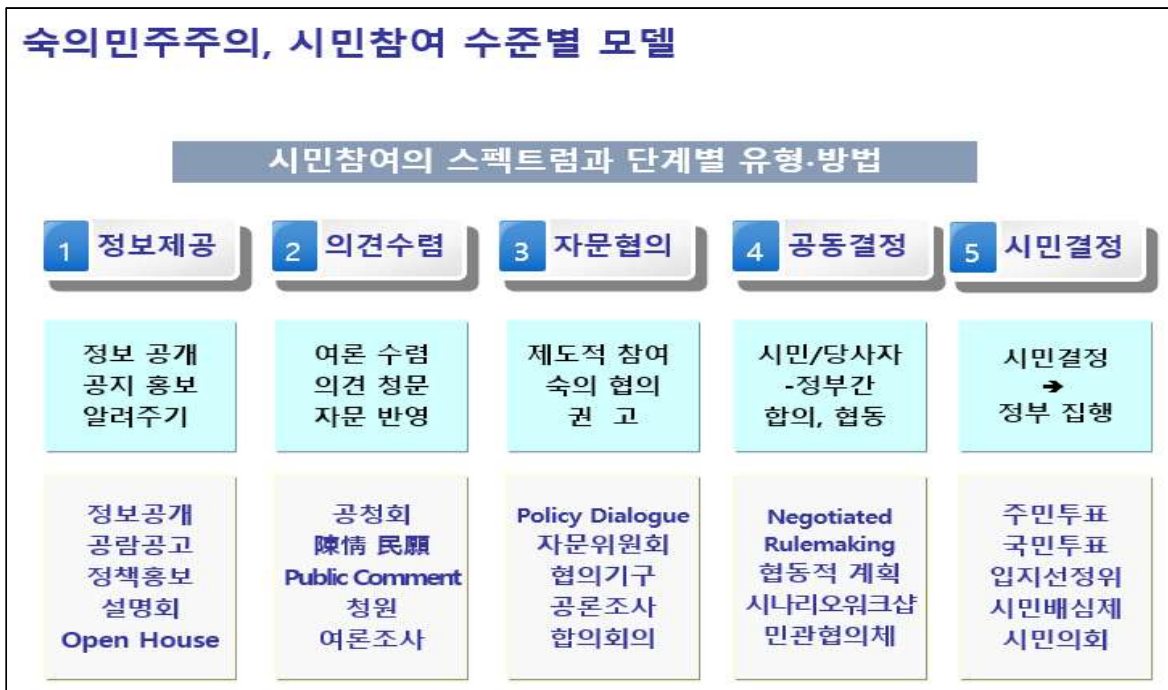 숙의민주주의, 시민참여 수준별 모델
시민참여의 스펙트럼과 단계별 유형·방법
1 정보제공
2 의견수렴
3 자문협의
4 공동결정
5 시민결정
정보 공개
공지 홍보
알려주기
여론 수렴
의견 청문
자문 반영
제도적 참여
숙의 협의
권 고
시민/당사자
-정부간
합의, 협동
시민결정
➔
정부 집행
정보공개
공람공고
정책홍보
설명회
Open House
공청회
陳情 民願
Public Comment
청원
여론조사
Policy Dialogue
자문위원회
협의기구
공론조사
합의회의
Negotiated
Rulemaking
협동적 계획
시나리오워크샵
민관협의체
주민투표
국민투표
입지선정위
시민배심제
시민의회